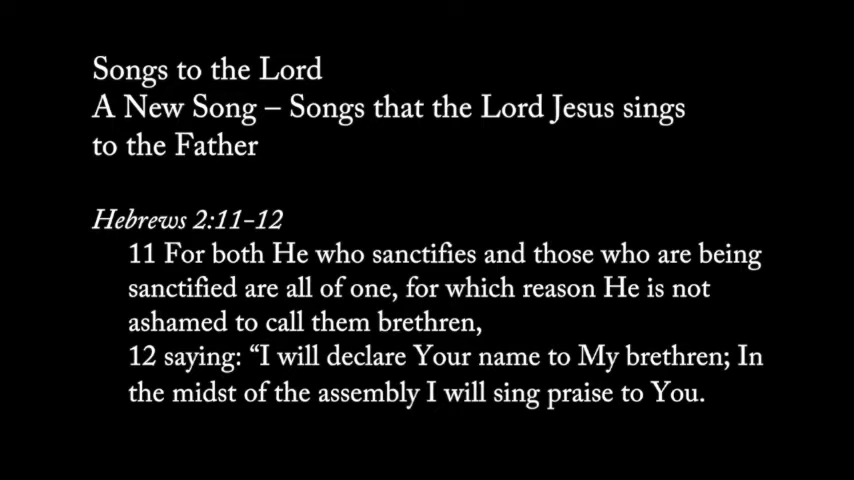 Songs to the Lord
A New Song – Songs that the Lord Jesus sings
to the Father
Hebrews 2:11-12
11 For both He who sanctifies and those who are being
sanctified are all of one, for which reason He is not
ashamed to call them brethren,
12 saying: “I will declare Your name to My brethren; In
the midst of the assembly I will sing praise to You.